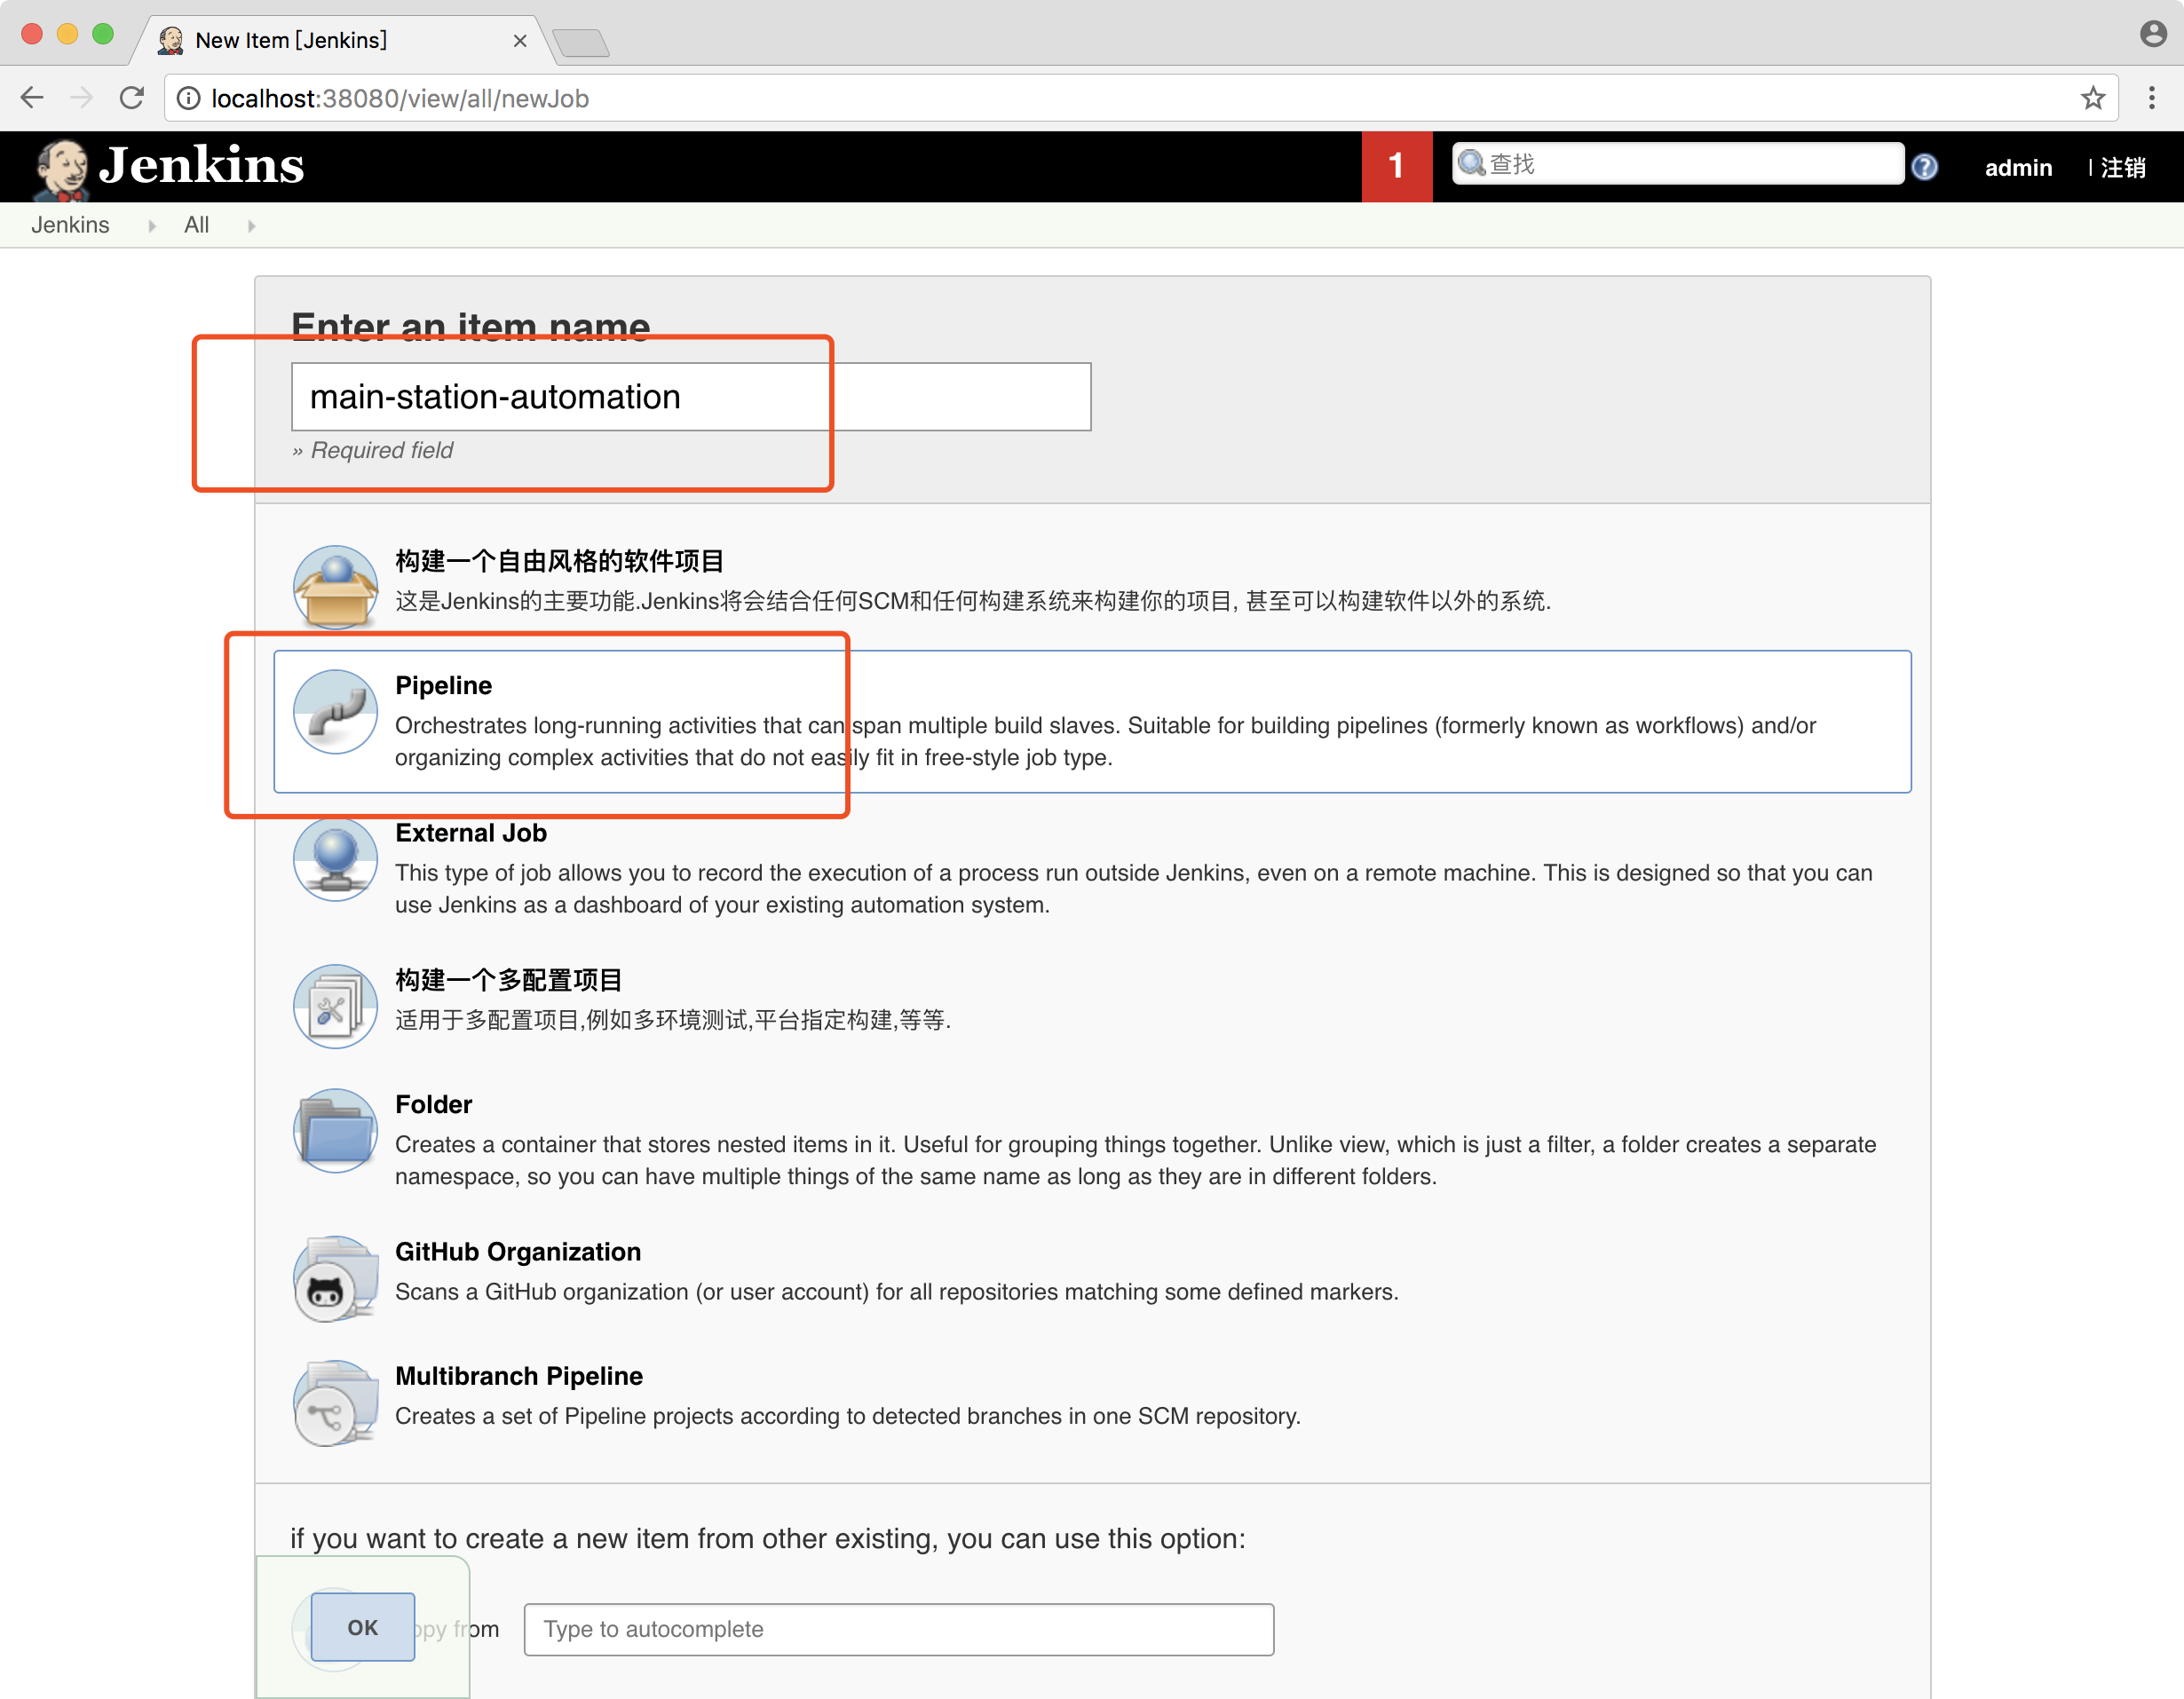 New Item [Jenkins]
localhost:38080/view/all/newJob
Jenkins
1
查找
admin
| 注销
Jenkins
All
Enter an item name
main-station-automation
» Required field
构建一个自由风格的软件项目
这是Jenkins的主要功能.Jenkins将会结合任何SCM和任何构建系统来构建你的项目, 甚至可以构建软件以外的系统.
Pipeline
Orchestrates long-running activities that can span multiple build slaves. Suitable for building pipelines (formerly known as workflows) and/or
organizing complex activities that do not easily fit in free-style job type.
External Job
This type of job allows you to record the execution of a process run outside Jenkins, even on a remote machine. This is designed so that you can
use Jenkins as a dashboard of your existing automation system.
构建一个多配置项目
适用于多配置项目,例如多环境测试,平台指定构建,等等.
Folder
Creates a container that stores nested items in it. Useful for grouping things together. Unlike view, which is just a filter, a folder creates a separate
namespace, so you can have multiple things of the same name as long as they are in different folders.
GitHub Organization
Scans a GitHub organization (or user account) for all repositories matching some defined markers.
Multibranch Pipeline
Creates a set of Pipeline projects according to detected branches in one SCM repository.
if you want to create a new item from other existing, you can use this option:
OK
opy from
Type to autocomplete